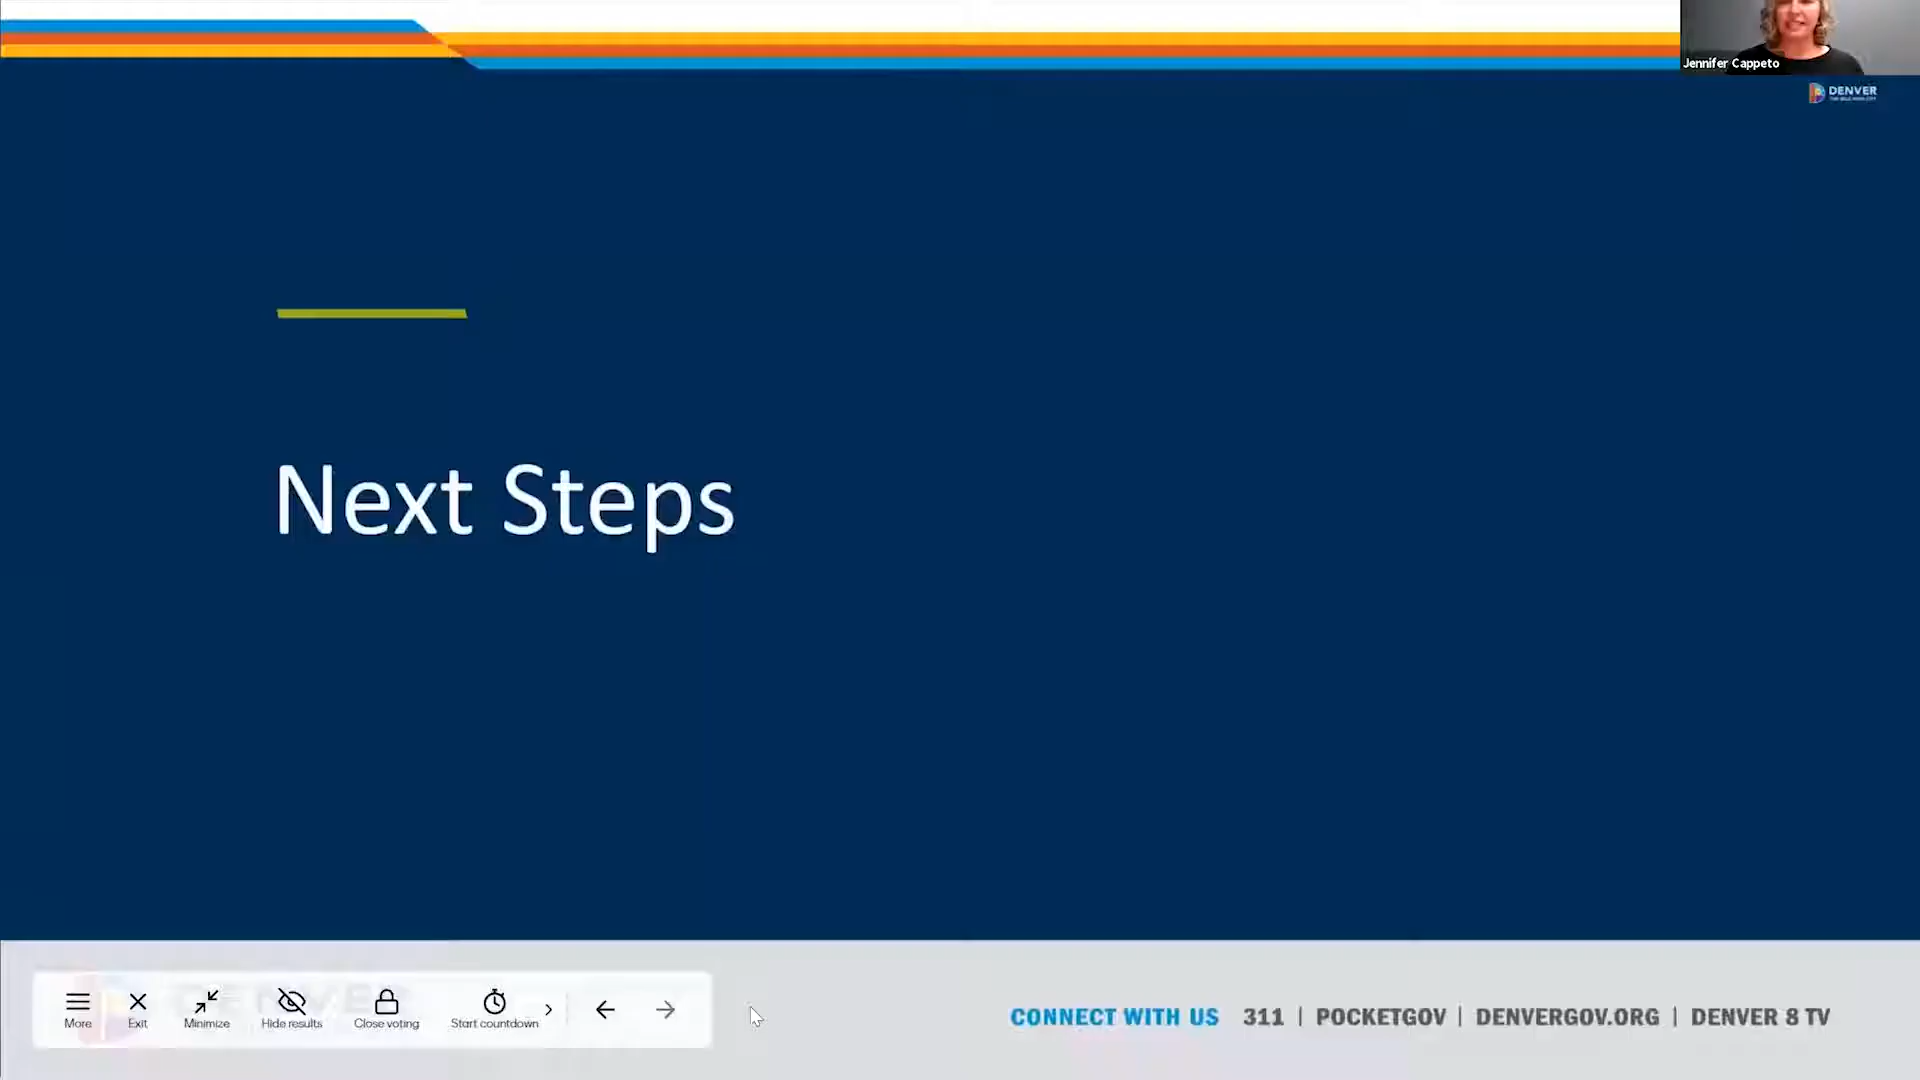 Jennifer Cappeto
DENVER
Next Steps
More
Exit
Minimize
Hide results
Close voting
Start countdown
CONNECT WITH US 311 | POCKETGOV | DENVERGOV.ORG | DENVER 8 TV